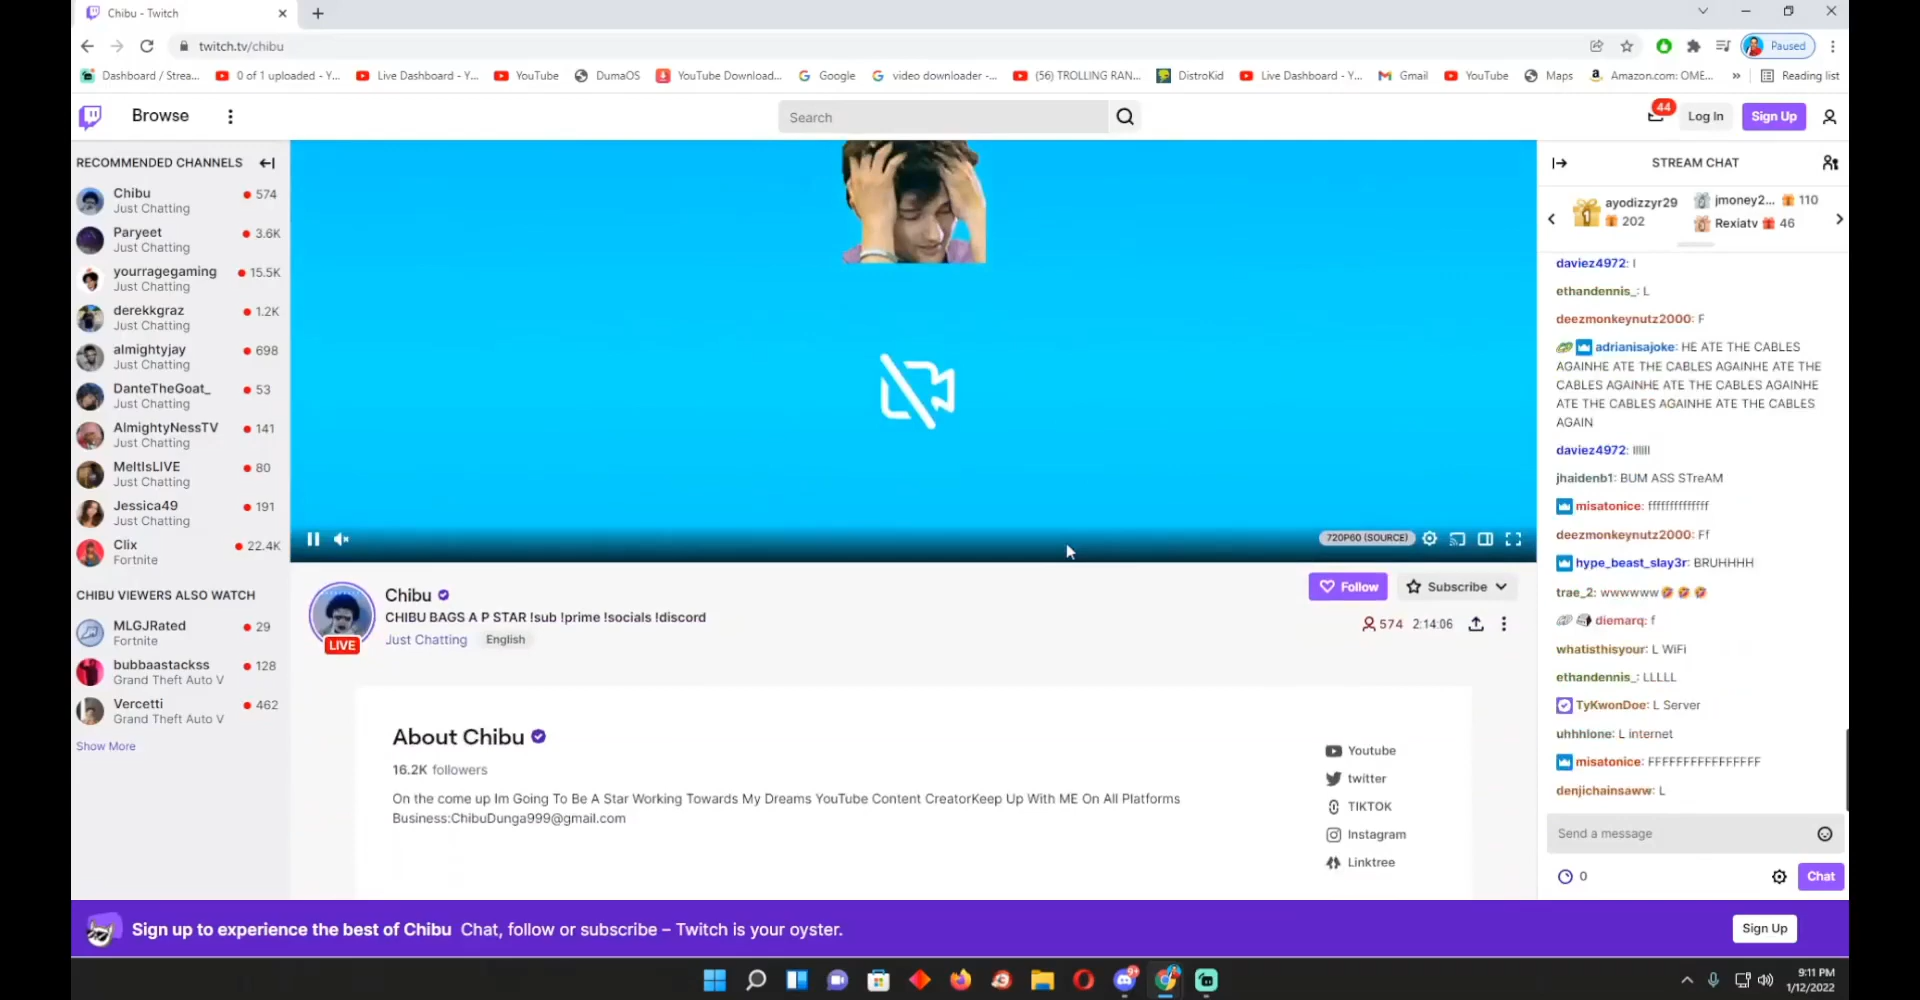 Chibu - Twitch
twitch.tv/chibu
Paused
Dashboard / Strea...
0 of 1 uploaded - Y...
Live Dashboard - Y...
YouTube
DumaOS
YouTube Download...
Google
video downloader -...
(56) TROLLING RAN...
DistroKid
Live Dashboard - Y...
Gmail
YouTube
Maps
Amazon.com: OME...
Reading list
Browse
Search
44
Log In
Sign Up
RECOMMENDED CHANNELS
Chibu 574
Just Chatting
Paryeet 3.6K
Just Chatting
yourragegaming 15.5K
Just Chatting
derekkgraz 1.2K
Just Chatting
almightyjay 698
Just Chatting
DanteTheGoat_ 53
Just Chatting
AlmightyNessTV 141
Just Chatting
MeltIsLIVE 80
Just Chatting
Jessica49 191
Just Chatting
Clix 22.4K
Fortnite
CHIBU VIEWERS ALSO WATCH
MLGJRated 29
Fortnite
bubbaastackss 128
Grand Theft Auto V
Vercetti 462
Grand Theft Auto V
Show More
720P60 (SOURCE)
Chibu
CHIBU BAGS A P STAR !sub !prime !socials !discord
Just Chatting English
LIVE
Follow
Subscribe
574 2:14:06
About Chibu
16.2K followers
On the come up Im Going To Be A Star Working Towards My Dreams YouTube Content CreatorKeep Up With ME On All Platforms
Business:ChibuDunga999@gmail.com
Youtube
twitter
TIKTOK
Instagram
Linktree
STREAM CHAT
1
ayodizzyr29
202
jmoney2... 110
Rexiatv 46
daviez4972: l
ethandennis_: L
deezmonkeynutz2000: F
adrianisajoke: HE ATE THE CABLES
AGAINHE ATE THE CABLES AGAINHE ATE THE
CABLES AGAINHE ATE THE CABLES AGAINHE
ATE THE CABLES AGAINHE ATE THE CABLES
AGAIN
daviez4972: llllll
jhaidenb1: BUM ASS STreAM
misatonice: ffffffffffffff
deezmonkeynutz2000: Ff
hype_beast_slay3r: BRUHHHH
trae_2: wwwwww
diemarq: f
whatisthisyour: L WiFi
ethandennis_: LLLLL
TyKwonDoe: L Server
uhhhlone: L internet
misatonice: FFFFFFFFFFFFFFFF
denjichainsaww: L
Send a message
0
Chat
Sign up to experience the best of Chibu Chat, follow or subscribe – Twitch is your oyster.
Sign Up
9:11 PM
1/12/2022